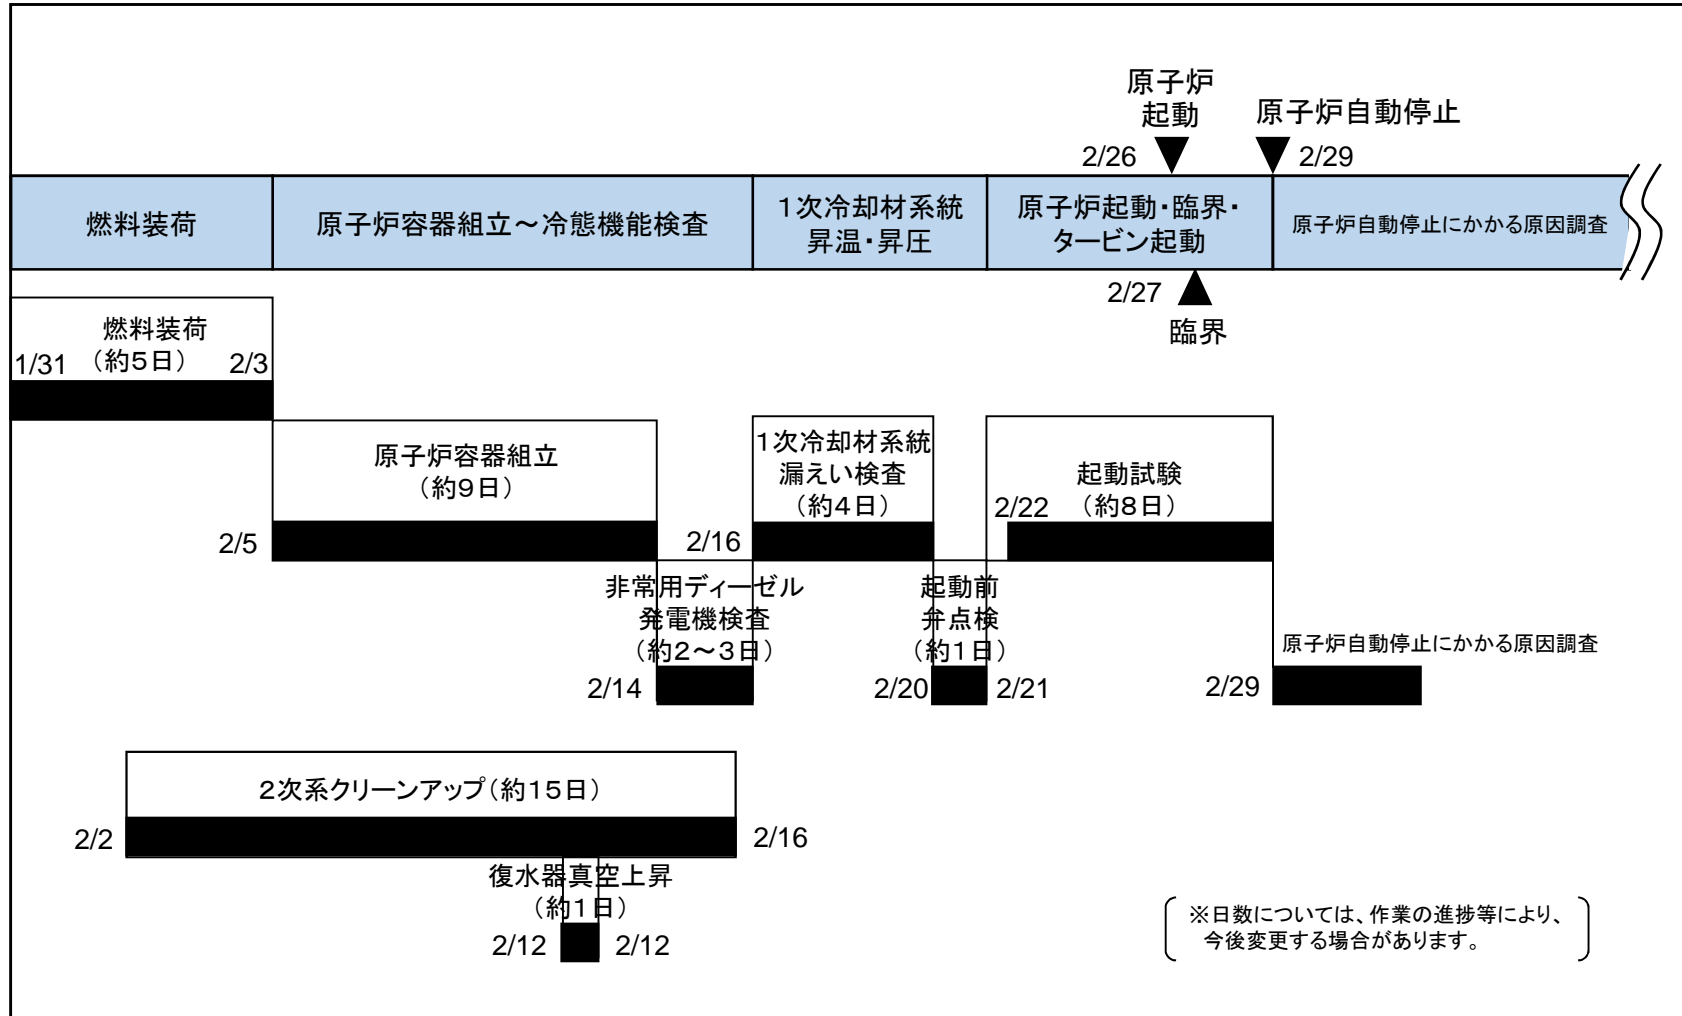 原子炉
起動
原子炉自動停止
2/26
2/29
燃料装荷
原子炉容器組立～冷態機能検査
１次冷却材系統
昇温・昇圧
原子炉起動・臨界・
タービン起動
原子炉自動停止にかかる原因調査
2/27
臨界
燃料装荷
（約５日）
1/31
2/3
原子炉容器組立
（約９日）
2/5
2/16
１次冷却材系統
漏えい検査
（約４日）
起動試験
（約８日）
2/22
非常用ディーゼル
発電機検査
（約２～３日）
2/14
起動前
弁点検
（約１日）
2/20
2/21
原子炉自動停止にかかる原因調査
2/29
２次系クリーンアップ（約１５日）
2/2
2/16
復水器真空上昇
（約１日）
2/12
2/12
※日数については、作業の進捗等により、
今後変更する場合があります。